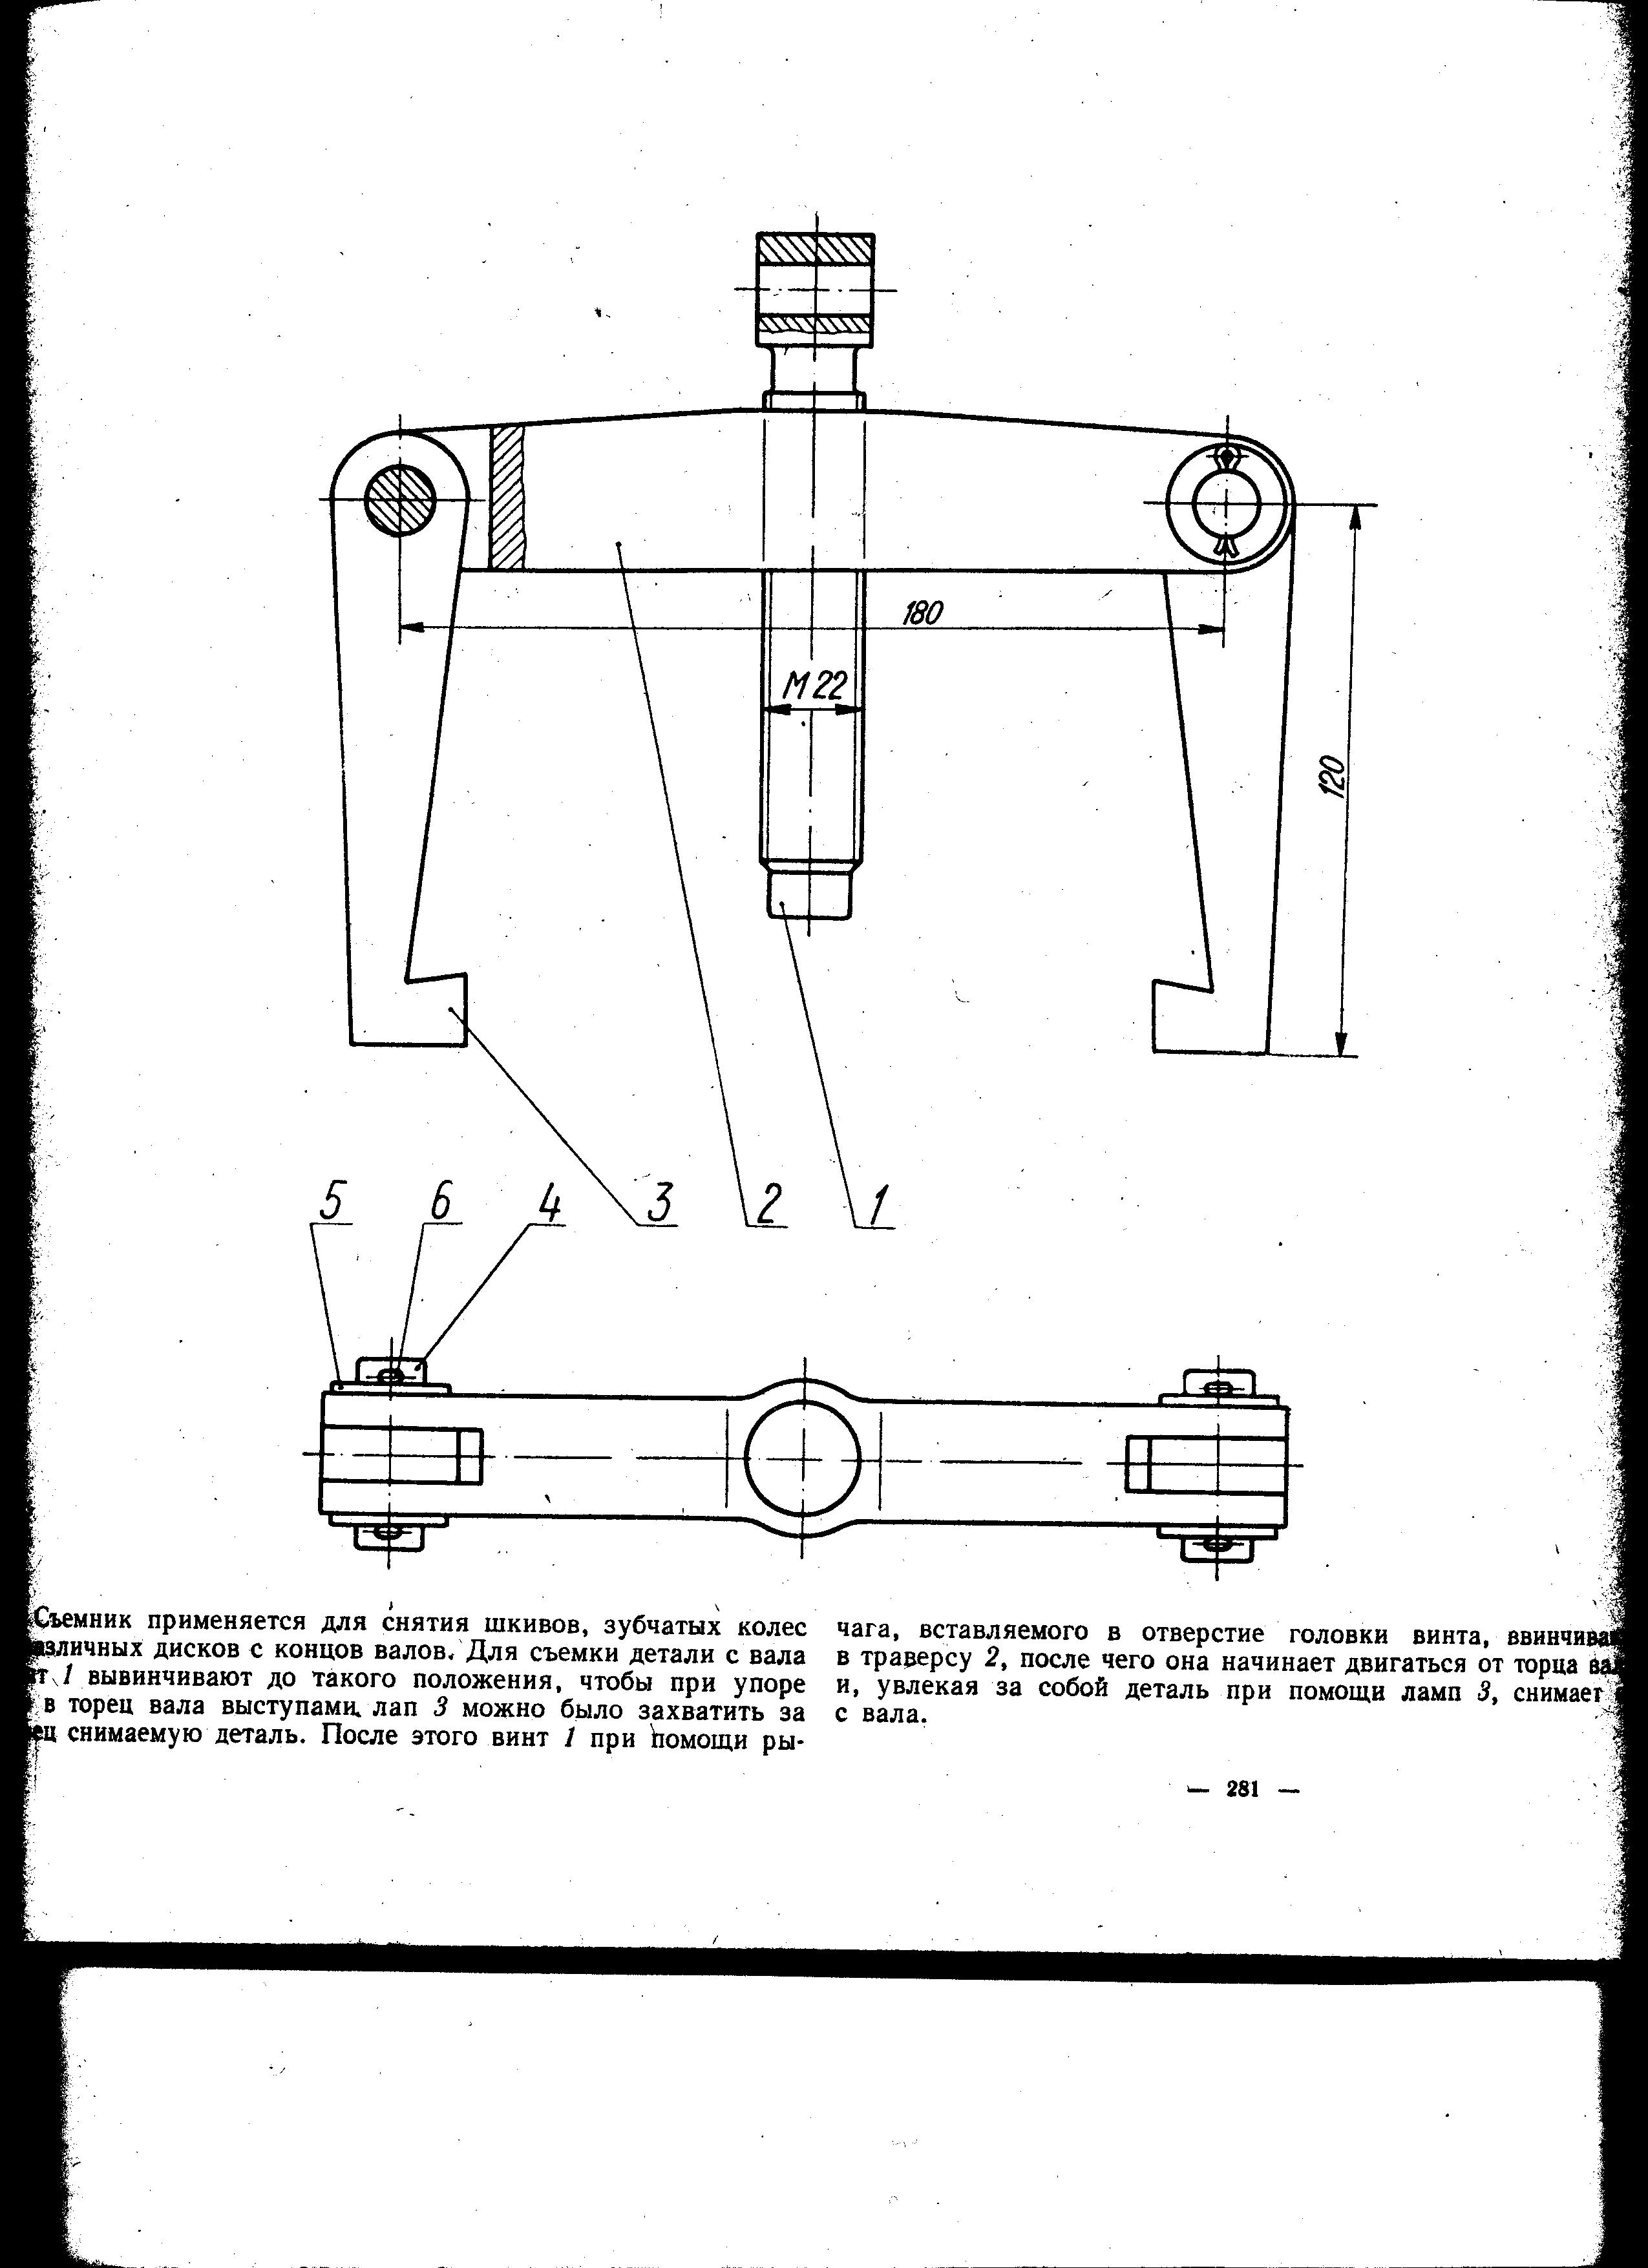 180
М 22
120
5 6 4 3 2 1
Съемник применяется для снятия шкивов, зубчатых колес
различных дисков с концов валов. Для съемки детали с вала
1 вывинчивают до такого положения, чтобы при упоре
в торец вала выступами лап 3 можно было захватить за
снимаемую деталь. После этого винт 1 при помощи ры-
чага, вставляемого в отверстие головки винта, ввинчива
в траверсу 2, после чего она начинает двигаться от торца ва
и, увлекая за собой деталь при помощи ламп 3, снимает
с вала.
— 281 —